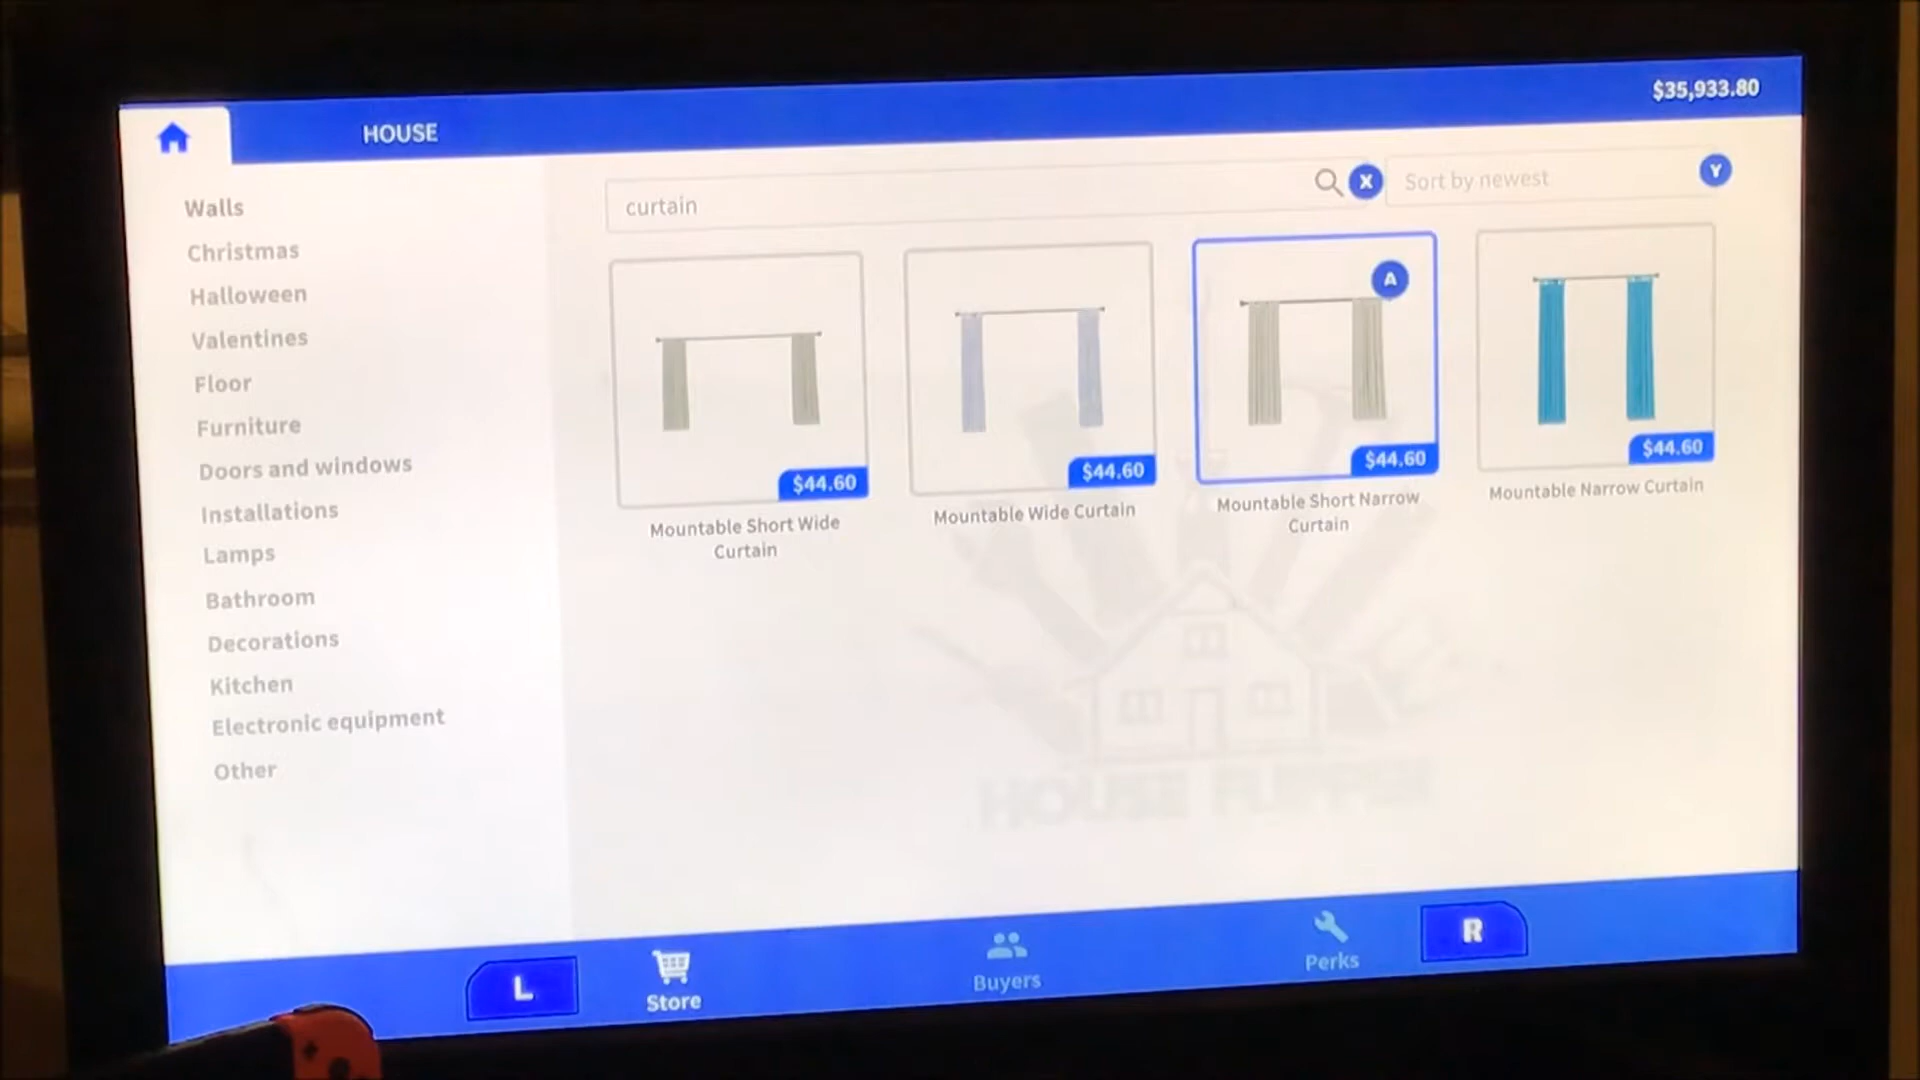 $35,933.80
HOUSE
Walls
Christmas
Halloween
Valentines
Floor
Furniture
Doors and windows
Installations
Lamps
Bathroom
Decorations
Kitchen
Electronic equipment
Other
curtain
X
Sort by newest
Y
A
$44.60
$44.60
$44.60
$44.60
Mountable Short Wide
Curtain
Mountable Wide Curtain
Mountable Short Narrow
Curtain
Mountable Narrow Curtain
HOUSE FLIPPER
L
Store
Buyers
Perks
R